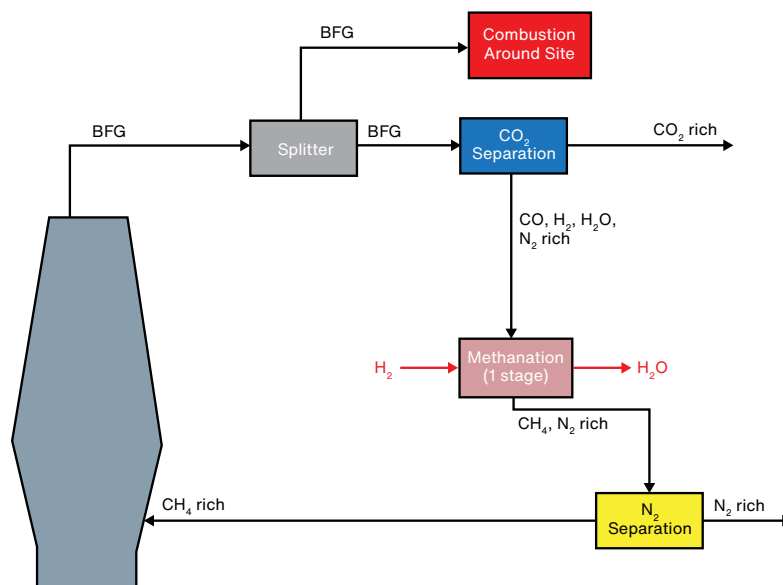 BFG
Combustion
Around Site
BFG
Splitter
BFG
CO₂
Separation
CO₂ rich
CO, H₂, H₂O,
N₂ rich
H₂
Methanation
(1 stage)
H₂O
CH₄, N₂ rich
CH₄ rich
N₂
Separation
N₂ rich